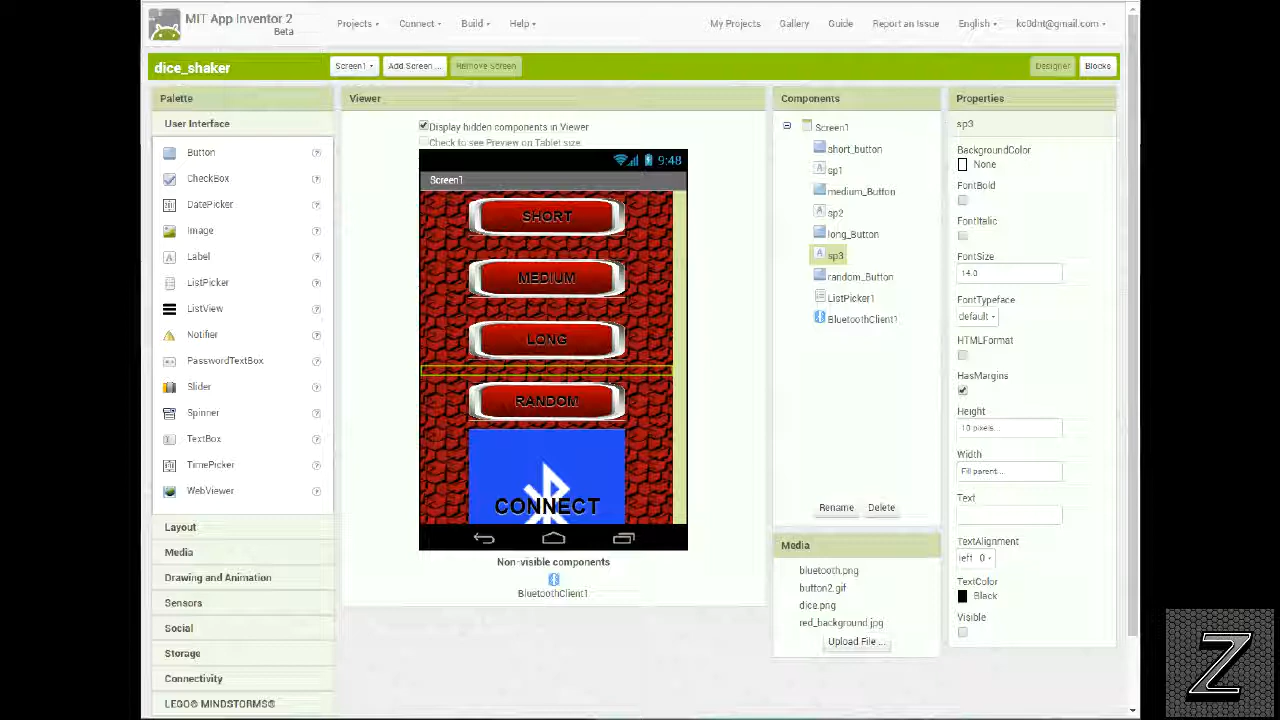 MIT App Inventor 2
Beta
Projects
Connect
Build
Help
My Projects
Gallery
Guide
Report an Issue
English
kc0dnt@gmail.com
dice_shaker
Screen1
Add Screen ...
Remove Screen
Designer
Blocks
Palette
User Interface
Button
CheckBox
DatePicker
Image
Label
ListPicker
ListView
Notifier
PasswordTextBox
Slider
Spinner
TextBox
TimePicker
WebViewer
Layout
Media
Drawing and Animation
Sensors
Social
Storage
Connectivity
LEGO® MINDSTORMS®
Viewer
Display hidden components in Viewer
Check to see Preview on Tablet size.
9:48
Screen1
SHORT
MEDIUM
LONG
RANDOM
CONNECT
Non-visible components
BluetoothClient1
Components
Screen1
short_button
sp1
medium_Button
sp2
long_Button
sp3
random_Button
ListPicker1
BluetoothClient1
Rename
Delete
Media
bluetooth.png
button2.gif
dice.png
red_background.jpg
Upload File ...
Properties
sp3
BackgroundColor
None
FontBold
FontItalic
FontSize
14.0
FontTypeface
default
HTMLFormat
HasMargins
Height
10 pixels...
Width
Fill parent...
Text
TextAlignment
left : 0
TextColor
Black
Visible
Z